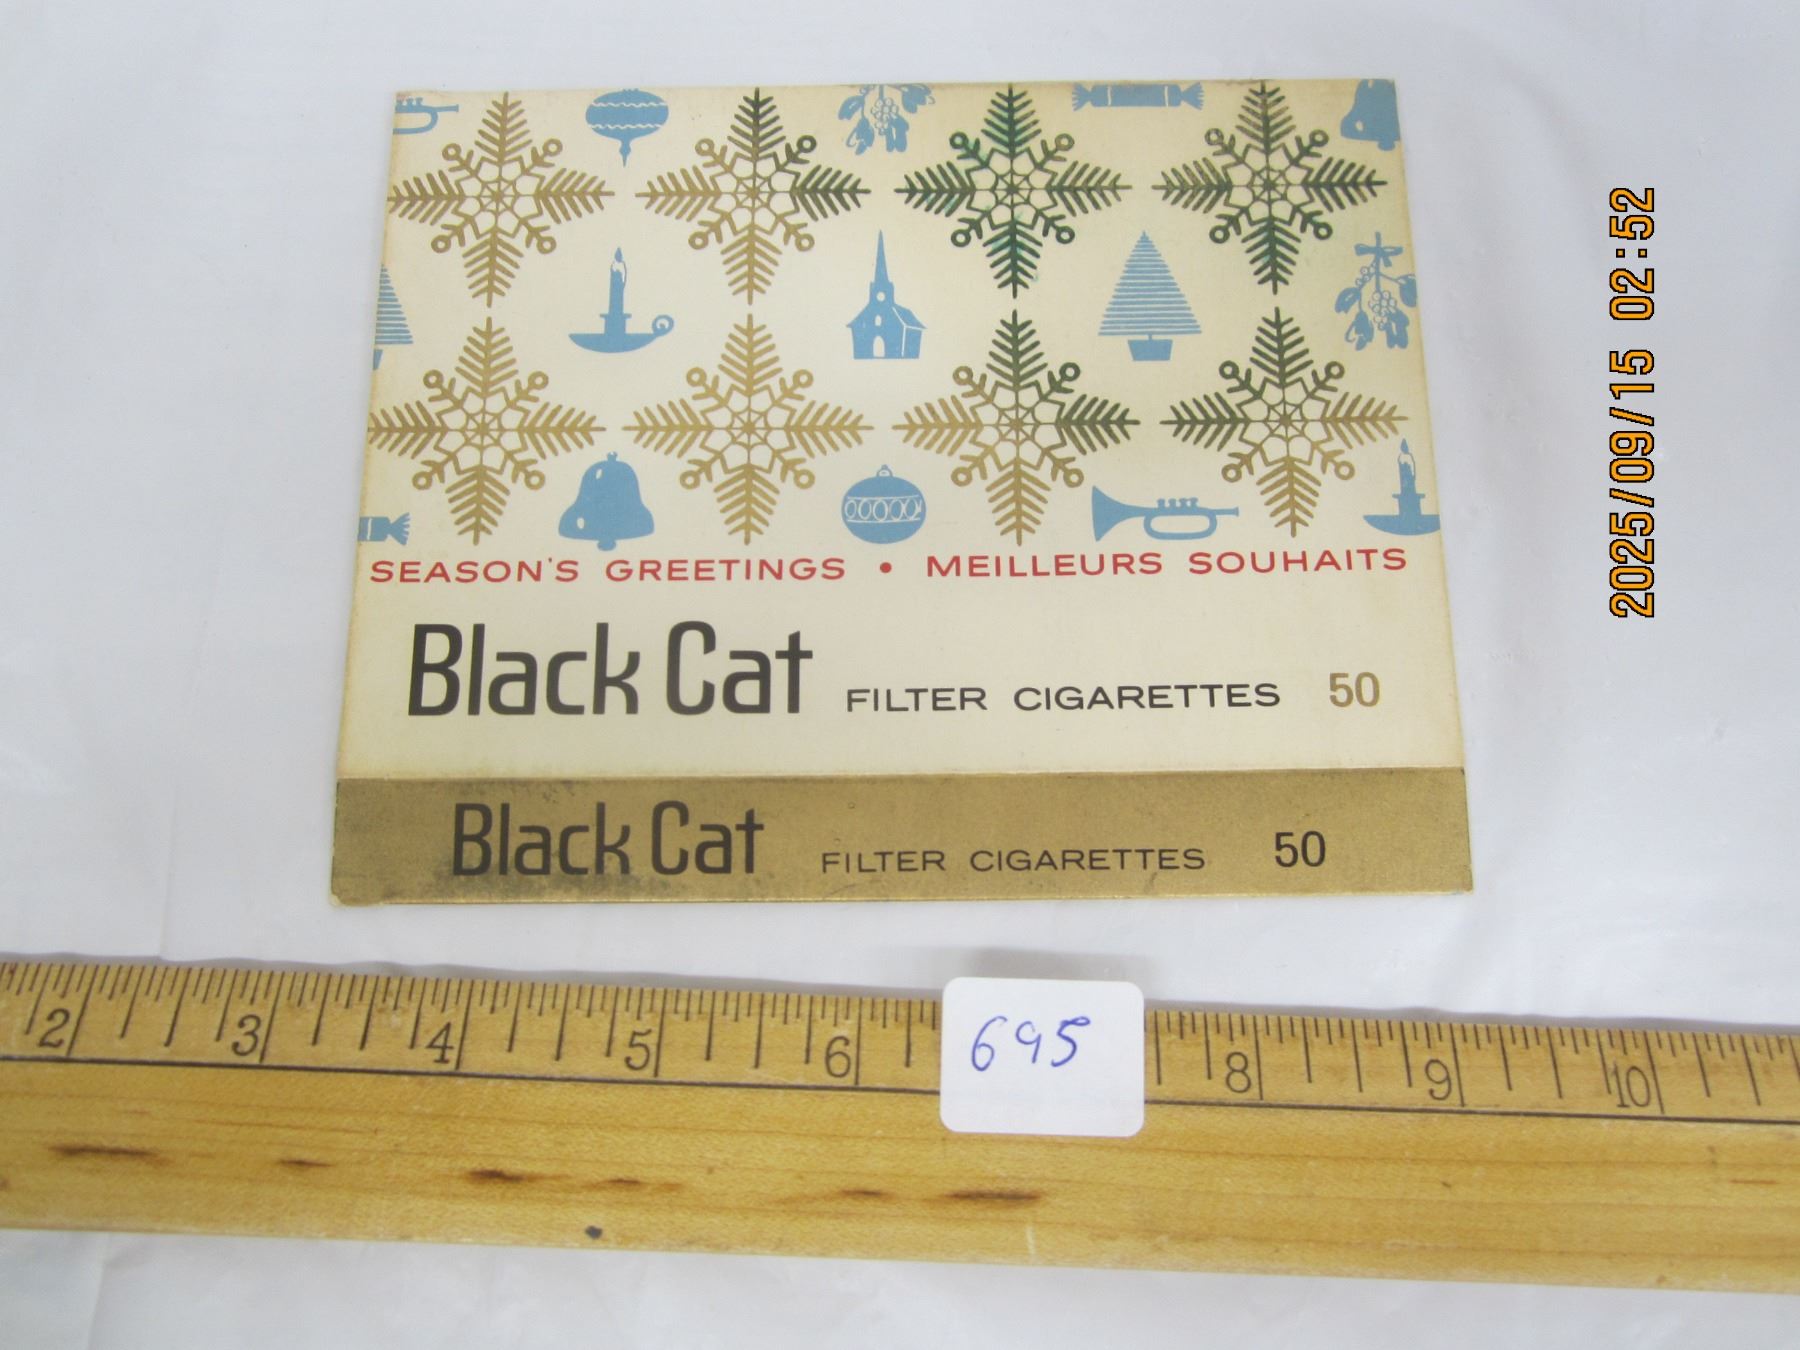 SEASON'S GREETINGS • MEILLEURS SOUHAITS
Black Cat FILTER CIGARETTES 50
Black Cat FILTER CIGARETTES 50
2025/09/15 02:52
2 3 4 5 6 8 9 10
695